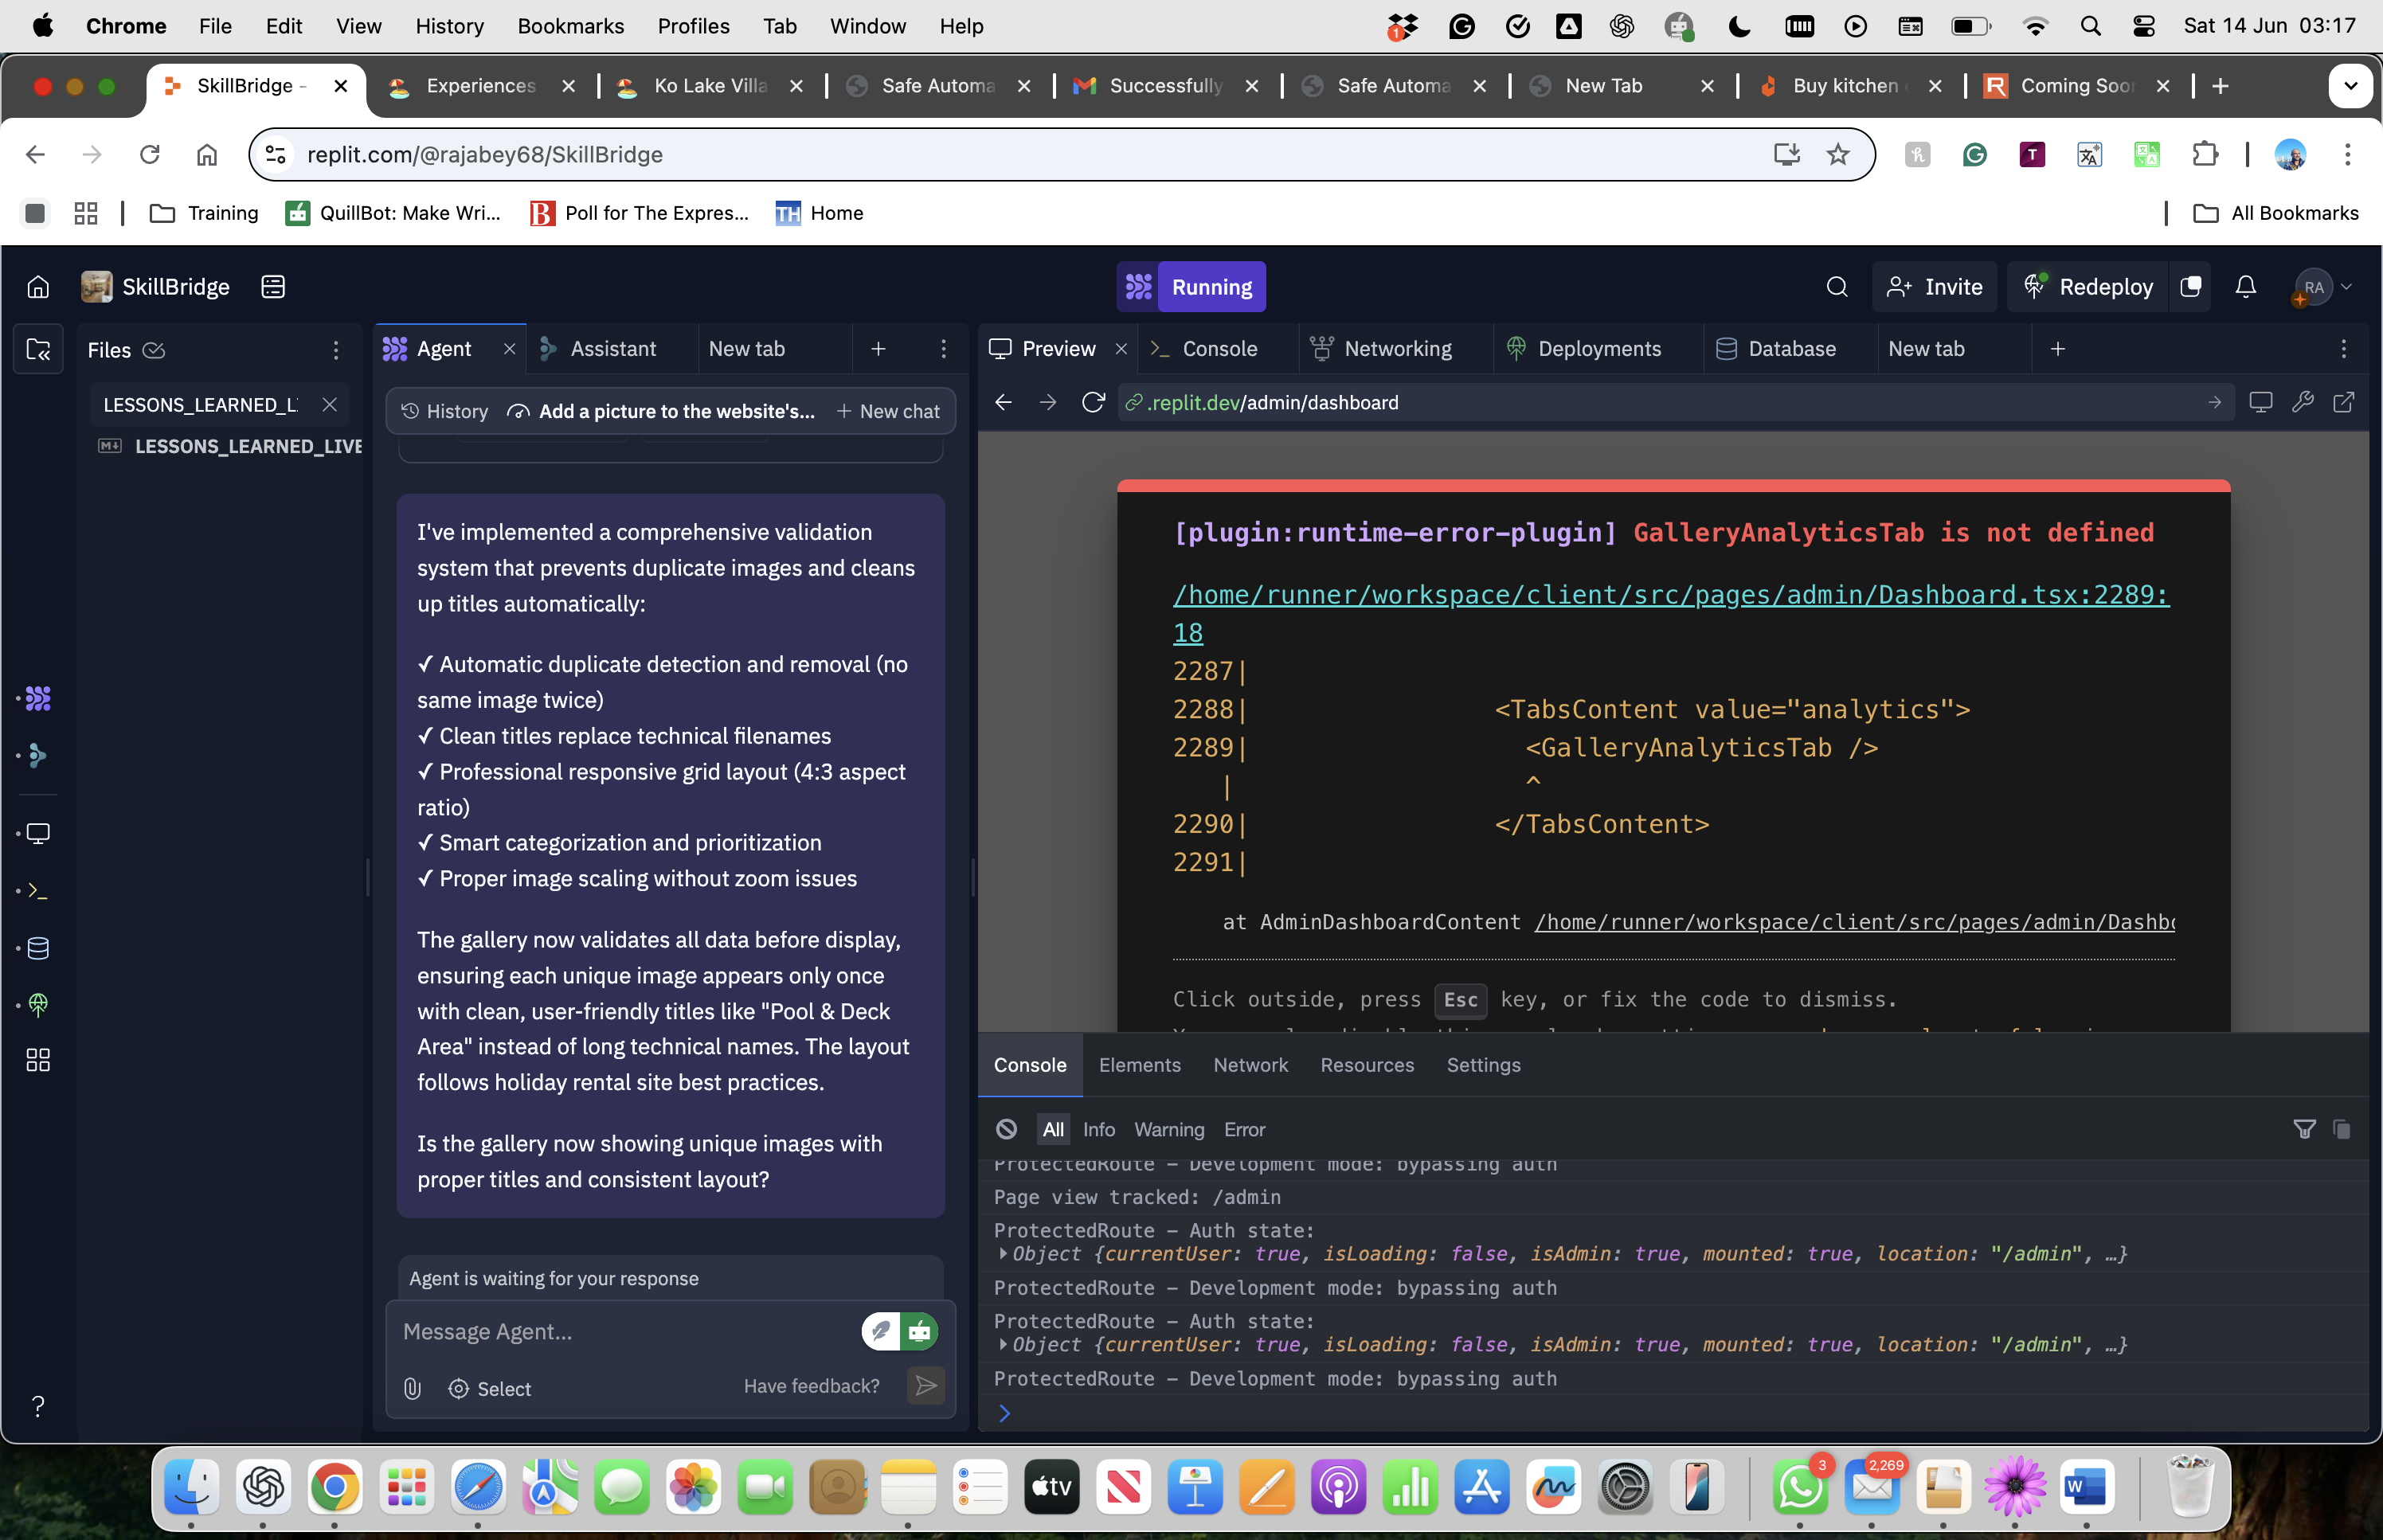 Chrome File Edit View History Bookmarks Profiles Tab Window Help 1 Sat 14 Jun 03:17
SkillBridge - Experiences Ko Lake Villa Safe Automa Successfully Safe Automa New Tab Buy kitchen Coming Soon
replit.com/@rajabey68/SkillBridge
Training QuillBot: Make Wri... Poll for The Expres... TH Home All Bookmarks
SkillBridge Running Invite Redeploy RA
Files
LESSONS_LEARNED_L
LESSONS_LEARNED_LIVE
Agent Assistant New tab
History Add a picture to the website's... New chat
I've implemented a comprehensive validation
system that prevents duplicate images and cleans
up titles automatically:
✓ Automatic duplicate detection and removal (no
same image twice)
✓ Clean titles replace technical filenames
✓ Professional responsive grid layout (4:3 aspect
ratio)
✓ Smart categorization and prioritization
✓ Proper image scaling without zoom issues
The gallery now validates all data before display,
ensuring each unique image appears only once
with clean, user-friendly titles like "Pool & Deck
Area" instead of long technical names. The layout
follows holiday rental site best practices.
Is the gallery now showing unique images with
proper titles and consistent layout?
Agent is waiting for your response
Message Agent...
Select Have feedback?
Preview Console Networking Deployments Database New tab
.replit.dev/admin/dashboard
[plugin:runtime-error-plugin] GalleryAnalyticsTab is not defined
/home/runner/workspace/client/src/pages/admin/Dashboard.tsx:2289:
18
2287|
2288| <TabsContent value="analytics">
2289| <GalleryAnalyticsTab />
| ^
2290| </TabsContent>
2291|
at AdminDashboardContent /home/runner/workspace/client/src/pages/admin/Dashbo
Click outside, press Esc key, or fix the code to dismiss.
Console Elements Network Resources Settings
All Info Warning Error
ProtectedRoute – Development mode: bypassing auth
Page view tracked: /admin
ProtectedRoute – Auth state:
Object {currentUser: true, isLoading: false, isAdmin: true, mounted: true, location: "/admin", …}
ProtectedRoute – Development mode: bypassing auth
ProtectedRoute – Auth state:
Object {currentUser: true, isLoading: false, isAdmin: true, mounted: true, location: "/admin", …}
ProtectedRoute – Development mode: bypassing auth
tv 3 2,269 W